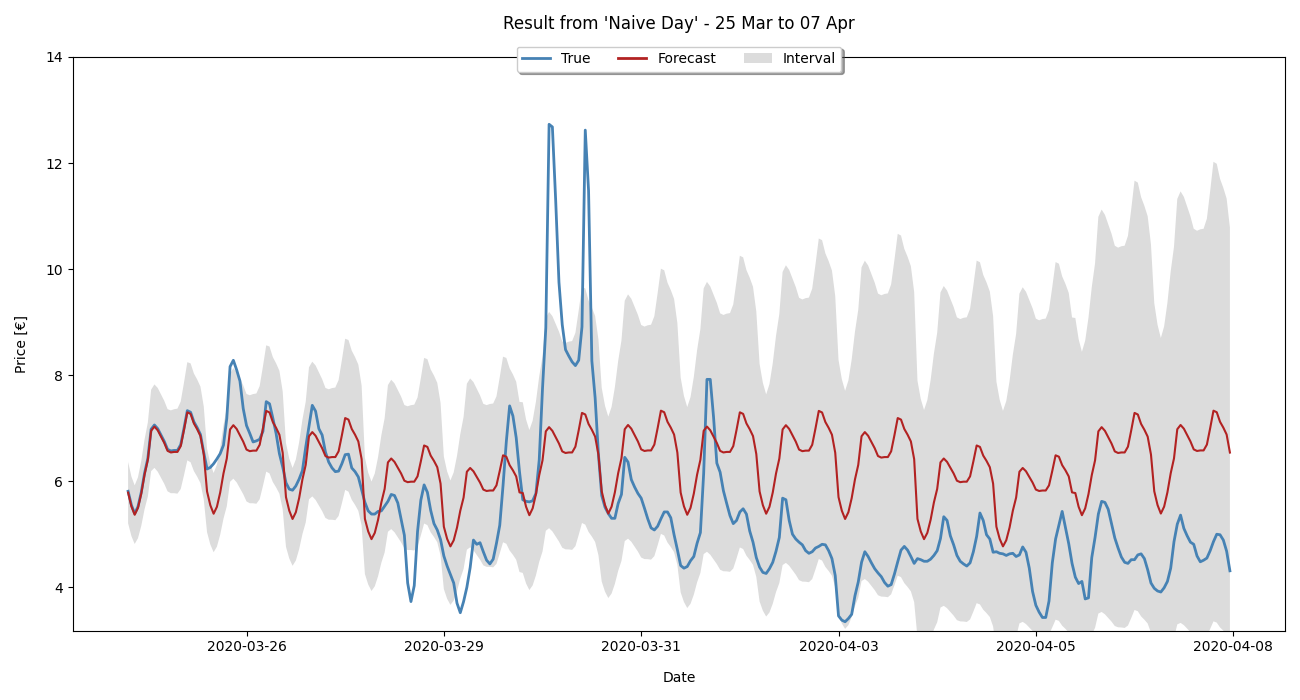 Result from 'Naive Day' - 25 Mar to 07 Apr
True Forecast Interval
14
12
10
8
6
4
Price [€]
2020-03-26 2020-03-29 2020-03-31 2020-04-03 2020-04-05 2020-04-08
Date